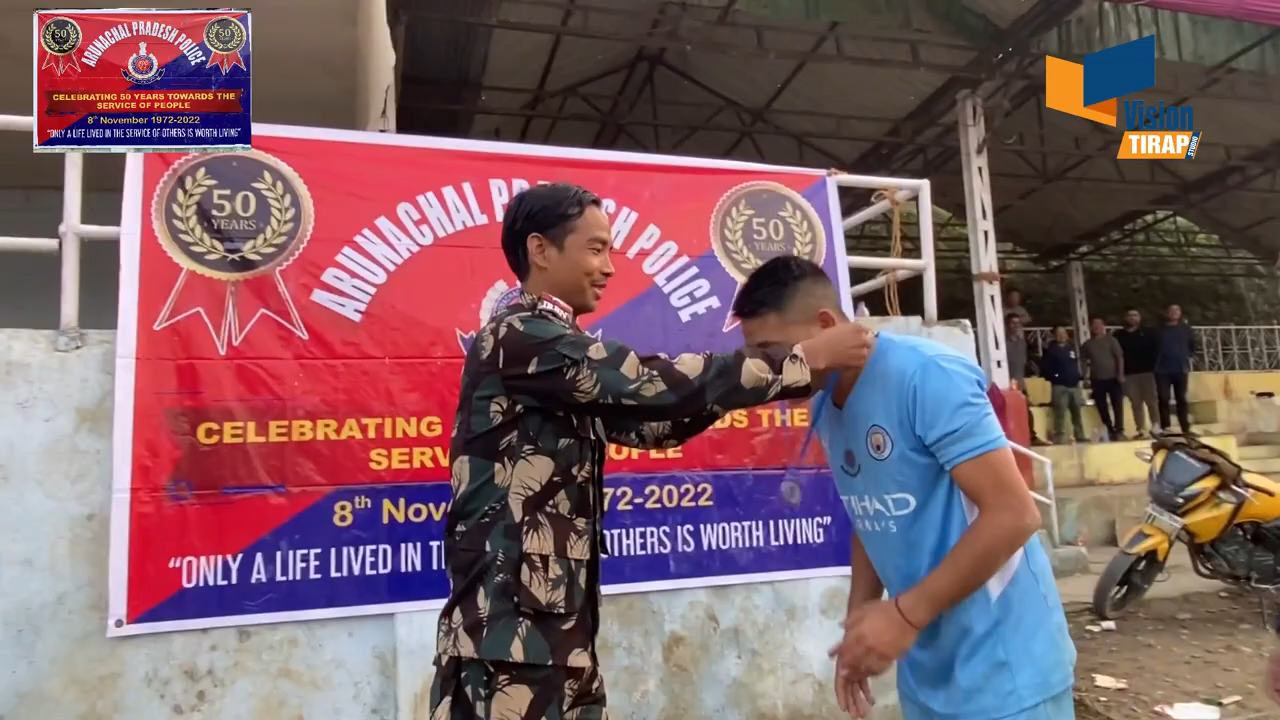 50
50
ARUNACHAL PRADESH POLICE
CELEBRATING 50 YEARS TOWARDS THE
SERVICE OF PEOPLE
8th November 1972-2022
"ONLY A LIFE LIVED IN THE SERVICE OF OTHERS IS WORTH LIVING"
Vision
TIRAP
STUDIO
50
YEARS
50
YEARS
ARUNACHAL PRADESH POLICE
CELEBRATING DS THE
SERV OPLE
8th Nov 72-2022
"ONLY A LIFE LIVED IN T OTHERS IS WORTH LIVING"
TIHAD